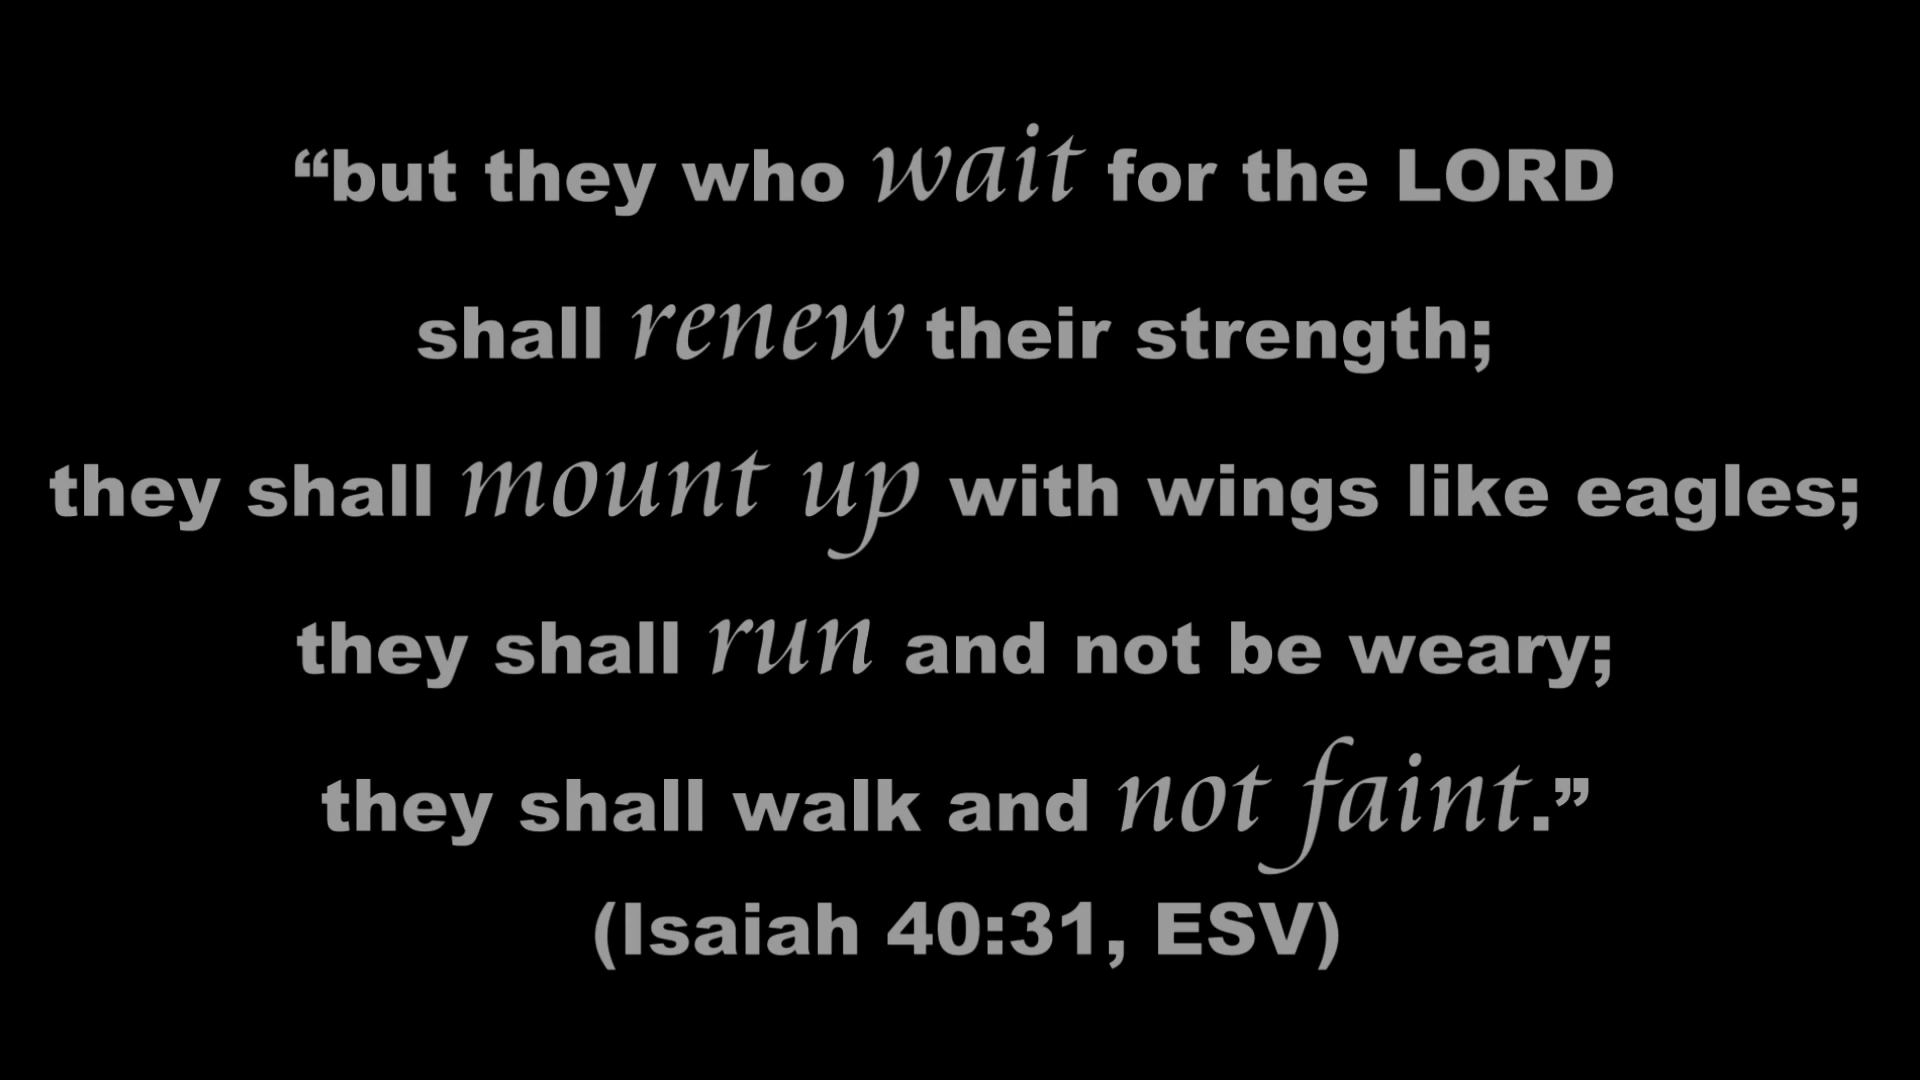 “but they who wait for the LORD
shall renew their strength;
they shall mount up with wings like eagles;
they shall run and not be weary;
they shall walk and not faint.”
(Isaiah 40:31, ESV)